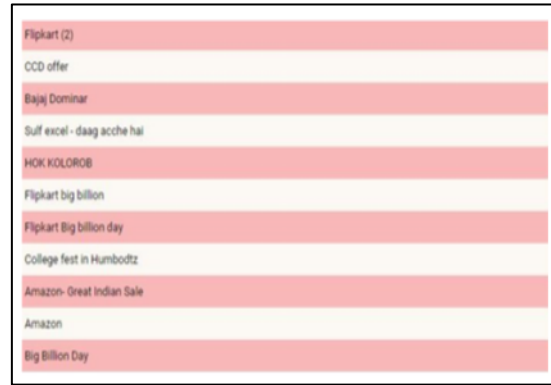 Flipkart (2)
CCD offer
Bajaj Dominar
Sulf excel - daag acche hai
HOK KOLOROB
Flipkart big billion
Flipkart Big billion day
College fest in Humbodtz
Amazon- Great Indian Sale
Amazon
Big Billion Day